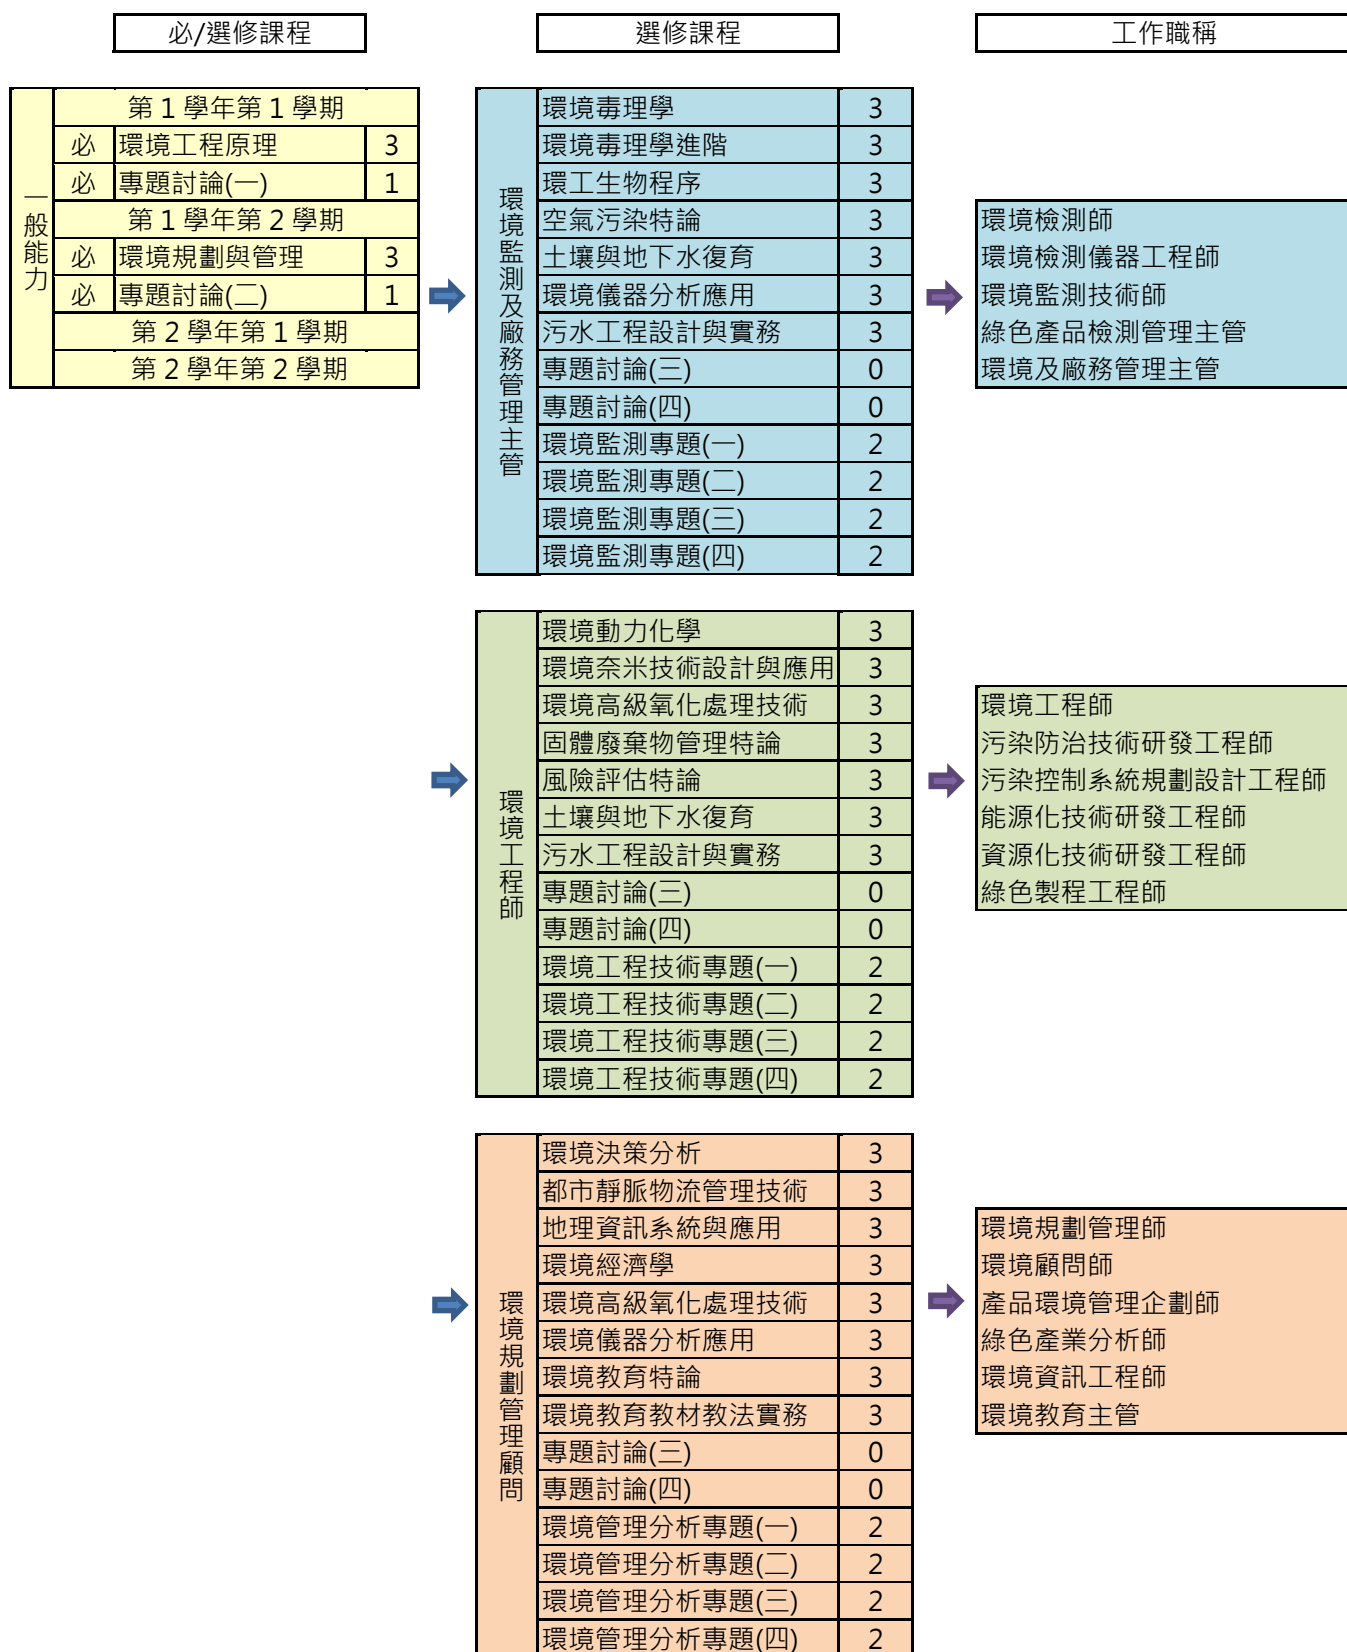 必/選修課程
選修課程
工作職稱
一般能力
第 1 學年第 1 學期
必 環境工程原理 3
必 專題討論(一) 1
第 1 學年第 2 學期
必 環境規劃與管理 3
必 專題討論(二) 1
第 2 學年第 1 學期
第 2 學年第 2 學期
環境監測及廠務管理主管
環境毒理學 3
環境毒理學進階 3
環工生物程序 3
空氣污染特論 3
土壤與地下水復育 3
環境儀器分析應用 3
污水工程設計與實務 3
專題討論(三) 0
專題討論(四) 0
環境監測專題(一) 2
環境監測專題(二) 2
環境監測專題(三) 2
環境監測專題(四) 2
環境檢測師
環境檢測儀器工程師
環境監測技術師
綠色產品檢測管理主管
環境及廠務管理主管
環境工程師
環境動力化學 3
環境奈米技術設計與應用 3
環境高級氧化處理技術 3
固體廢棄物管理特論 3
風險評估特論 3
土壤與地下水復育 3
污水工程設計與實務 3
專題討論(三) 0
專題討論(四) 0
環境工程技術專題(一) 2
環境工程技術專題(二) 2
環境工程技術專題(三) 2
環境工程技術專題(四) 2
環境工程師
污染防治技術研發工程師
污染控制系統規劃設計工程師
能源化技術研發工程師
資源化技術研發工程師
綠色製程工程師
環境規劃管理顧問
環境決策分析 3
都市靜脈物流管理技術 3
地理資訊系統與應用 3
環境經濟學 3
環境高級氧化處理技術 3
環境儀器分析應用 3
環境教育特論 3
環境教育教材教法實務 3
專題討論(三) 0
專題討論(四) 0
環境管理分析專題(一) 2
環境管理分析專題(二) 2
環境管理分析專題(三) 2
環境管理分析專題(四) 2
環境規劃管理師
環境顧問師
產品環境管理企劃師
綠色產業分析師
環境資訊工程師
環境教育主管